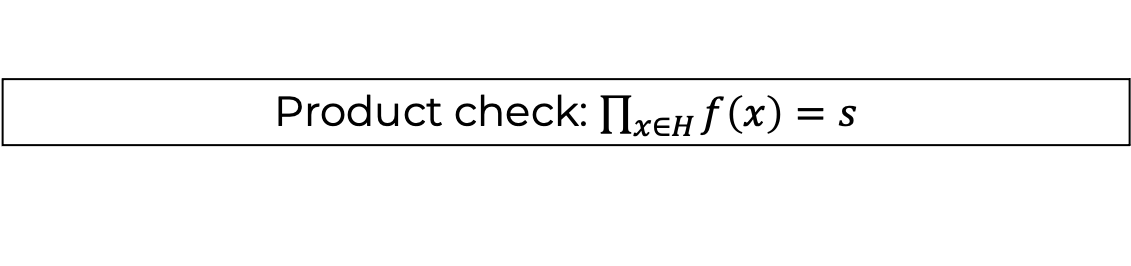 Product check: ∏_{x∈H} f(x) = s